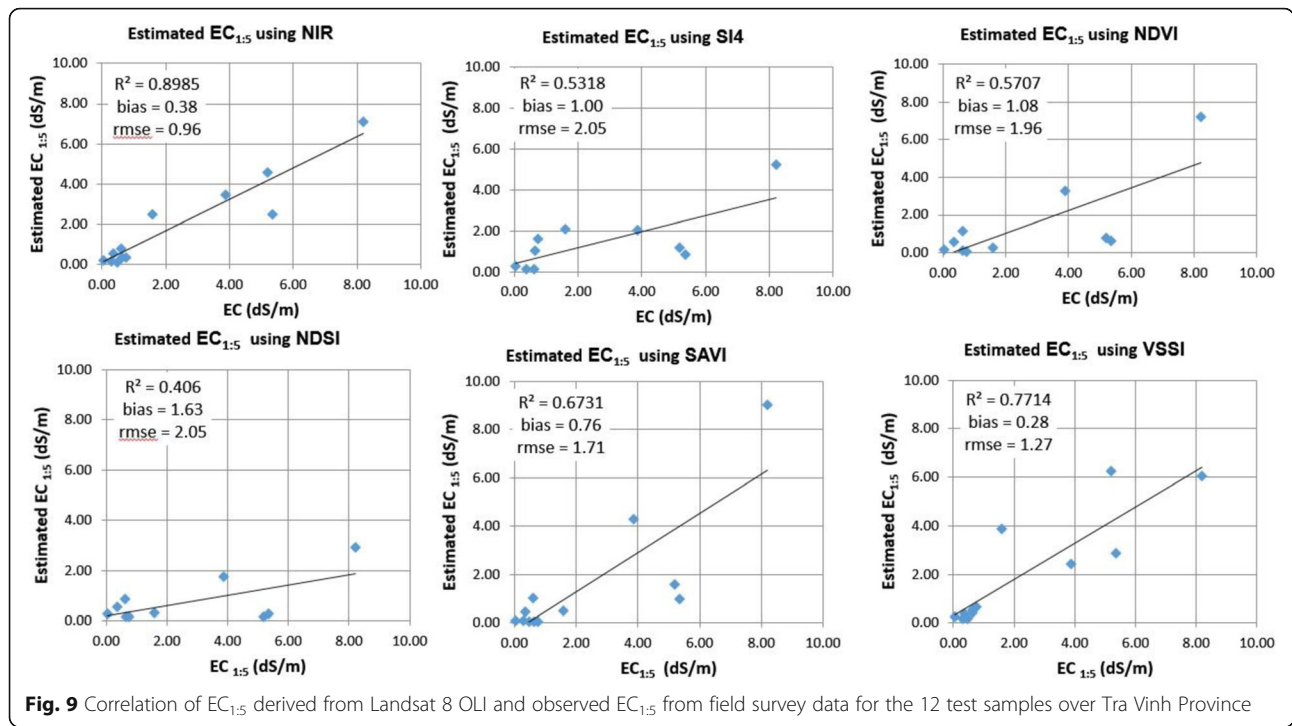 Estimated EC1:5 using NIR
R² = 0.8985
bias = 0.38
rmse = 0.96
Estimated EC 1:5 (dS/m)
10.00
8.00
6.00
4.00
2.00
0.00
0.00 2.00 4.00 6.00 8.00 10.00
EC (dS/m)
Estimated EC1:5 using SI4
R² = 0.5318
bias = 1.00
rmse = 2.05
Estimated EC1:5 (dS/m)
10.00
8.00
6.00
4.00
2.00
0.00
0.00 2.00 4.00 6.00 8.00 10.00
EC (dS/m)
Estimated EC1:5 using NDVI
R² = 0.5707
bias = 1.08
rmse = 1.96
Estimated EC1:5 (dS/m)
10.00
8.00
6.00
4.00
2.00
0.00
0.00 2.00 4.00 6.00 8.00 10.00
EC (dS/m)
Estimated EC1:5 using NDSI
R² = 0.406
bias = 1.63
rmse = 2.05
Estimated EC 1:5 (dS/m)
10.00
8.00
6.00
4.00
2.00
0.00
0.00 2.00 4.00 6.00 8.00 10.00
EC 1:5 (dS/m)
Estimated EC1:5 using SAVI
R² = 0.6731
bias = 0.76
rmse = 1.71
Estimated EC 1:5 (dS/m)
10.00
8.00
6.00
4.00
2.00
0.00
0.00 2.00 4.00 6.00 8.00 10.00
EC1:5 (dS/m)
Estimated EC1:5 using VSSI
R² = 0.7714
bias = 0.28
rmse = 1.27
Estimated EC1:5 (dS/m)
10.00
8.00
6.00
4.00
2.00
0.00
0.00 2.00 4.00 6.00 8.00 10.00
EC 1:5 (dS/m)
Fig. 9 Correlation of EC1:5 derived from Landsat 8 OLI and observed EC1:5 from field survey data for the 12 test samples over Tra Vinh Province